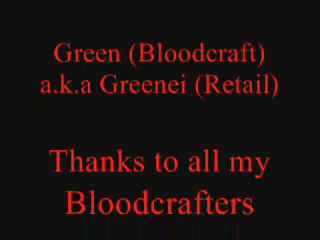 Green (Bloodcraft)
a.k.a Greenei (Retail)
Thanks to all my
Bloodcrafters